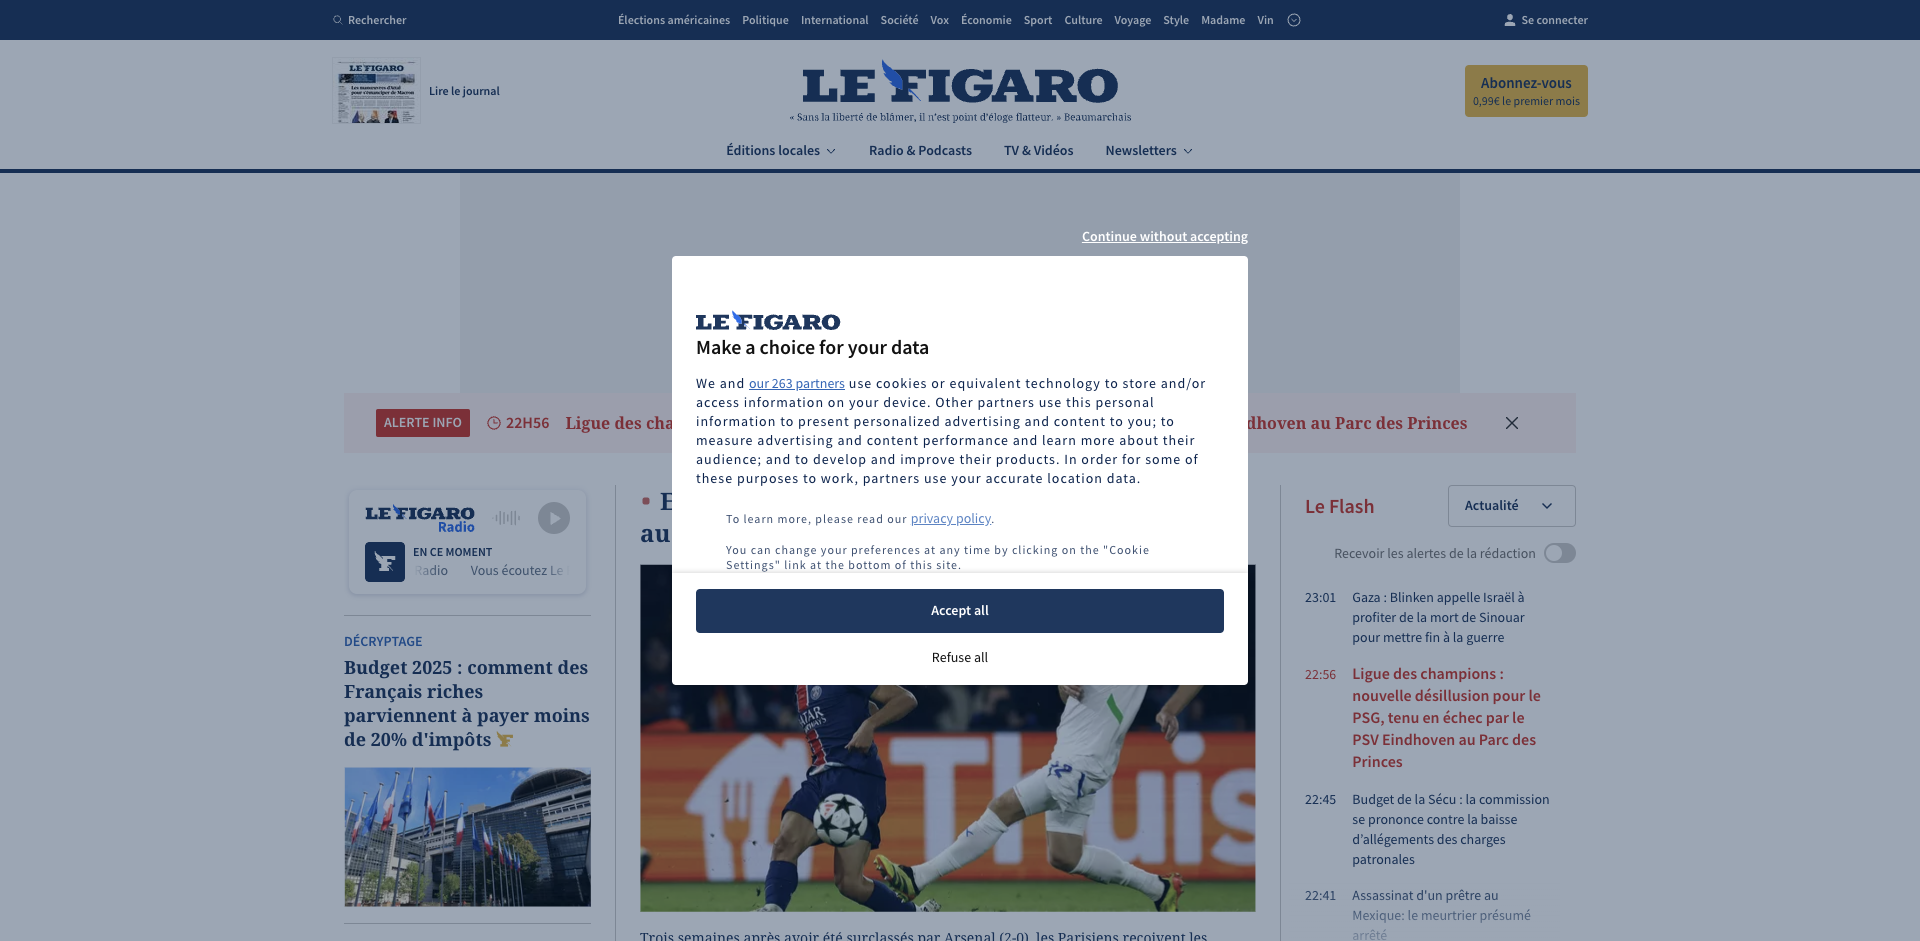 Rechercher
Élections américaines Politique International Société Vox Économie Sport Culture Voyage Style Madame Vin
Se connecter
LE FIGARO
Lire le journal
LE FIGARO
« Sans la liberté de blâmer, il n'est point d'éloge flatteur. » Beaumarchais
Abonnez-vous
0,99€ le premier mois
Éditions locales Radio & Podcasts TV & Vidéos Newsletters
Continue without accepting
LE FIGARO
Make a choice for your data
We and our 263 partners use cookies or equivalent technology to store and/or
access information on your device. Other partners use this personal
information to present personalized advertising and content to you; to
measure advertising and content performance and learn more about their
audience; and to develop and improve their products. In order for some of
these purposes to work, partners use your accurate location data.
To learn more, please read our privacy policy.
You can change your preferences at any time by clicking on the "Cookie
Settings" link at the bottom of this site.
Accept all
Refuse all
ALERTE INFO 22H56 Ligue des cha
dhoven au Parc des Princes
LE FIGARO
Radio
EN CE MOMENT
Radio Vous écoutez Le
DÉCRYPTAGE
Budget 2025 : comment des
Français riches
parviennent à payer moins
de 20% d'impôts
E
au
QATAR
AIRWAYS
Thuis
Trois semaines après avoir été surclassés par Arsenal (2-0), les Parisiens reçoivent les
Le Flash
Actualité
Recevoir les alertes de la rédaction
23:01 Gaza : Blinken appelle Israël à
profiter de la mort de Sinouar
pour mettre fin à la guerre
22:56 Ligue des champions :
nouvelle désillusion pour le
PSG, tenu en échec par le
PSV Eindhoven au Parc des
Princes
22:45 Budget de la Sécu : la commission
se prononce contre la baisse
d'allégements des charges
patronales
22:41 Assassinat d'un prêtre au
Mexique: le meurtrier présumé
arrêté